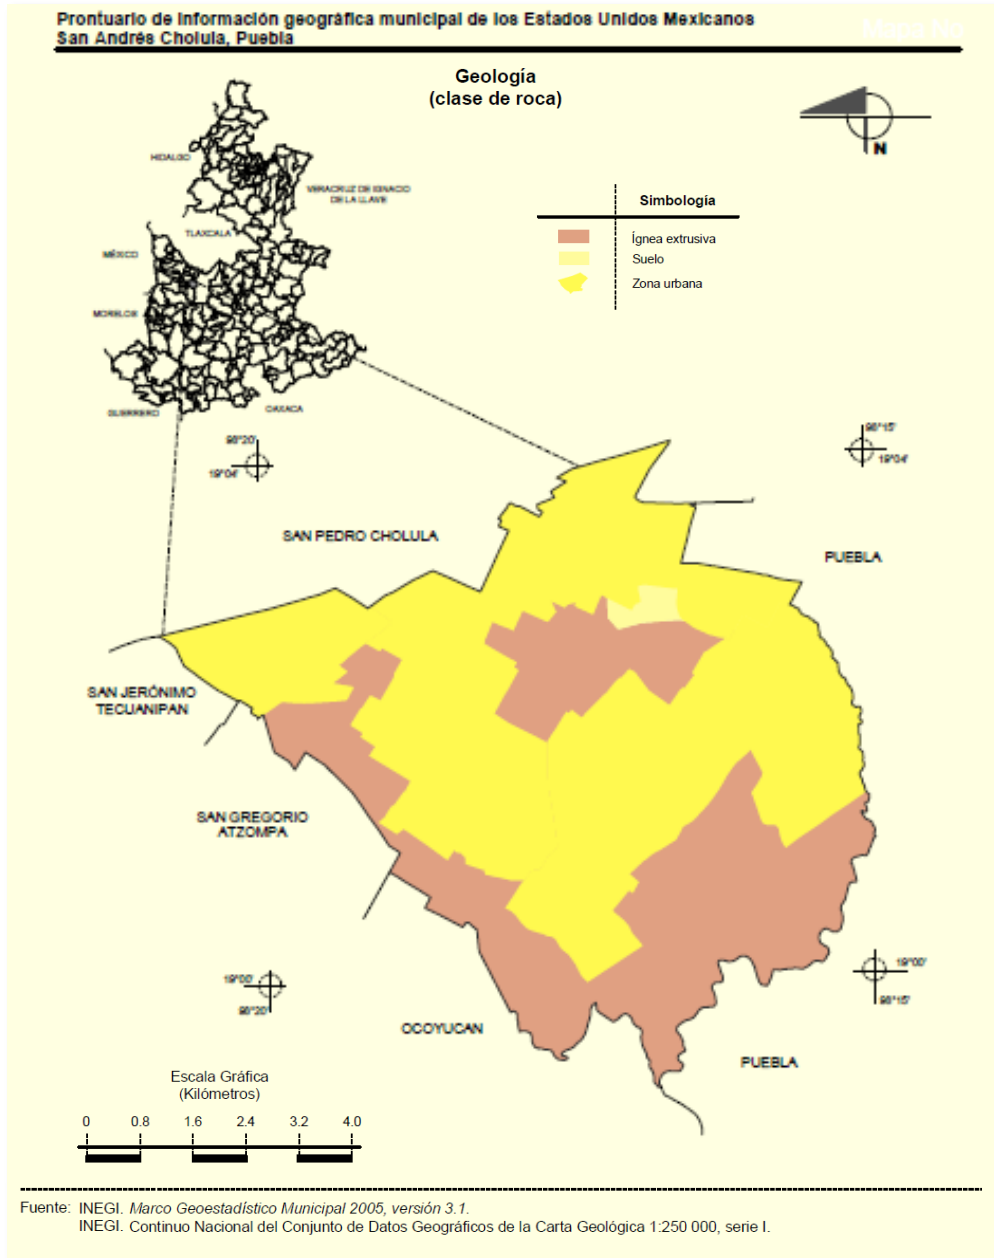 Prontuario de información geográfica municipal de los Estados Unidos Mexicanos
San Andrés Cholula, Puebla
Geología
(clase de roca)
N
HIDALGO
VERACRUZ DE IGNACIO
DE LA LLAVE
TLAXCALA
MÉXICO
MORELOS
GUERRERO
OAXACA
Simbología
Ígnea extrusiva
Suelo
Zona urbana
98°20'
19°04'
98°15'
19°04'
SAN PEDRO CHOLULA
PUEBLA
SAN JERÓNIMO
TECUANIPAN
SAN GREGORIO
ATZOMPA
19°00'
98°20'
19°00'
98°15'
OCOYUCAN
PUEBLA
Escala Gráfica
(Kilómetros)
0 0.8 1.6 2.4 3.2 4.0
Fuente: INEGI. Marco Geoestadístico Municipal 2005, versión 3.1.
INEGI. Continuo Nacional del Conjunto de Datos Geográficos de la Carta Geológica 1:250 000, serie I.